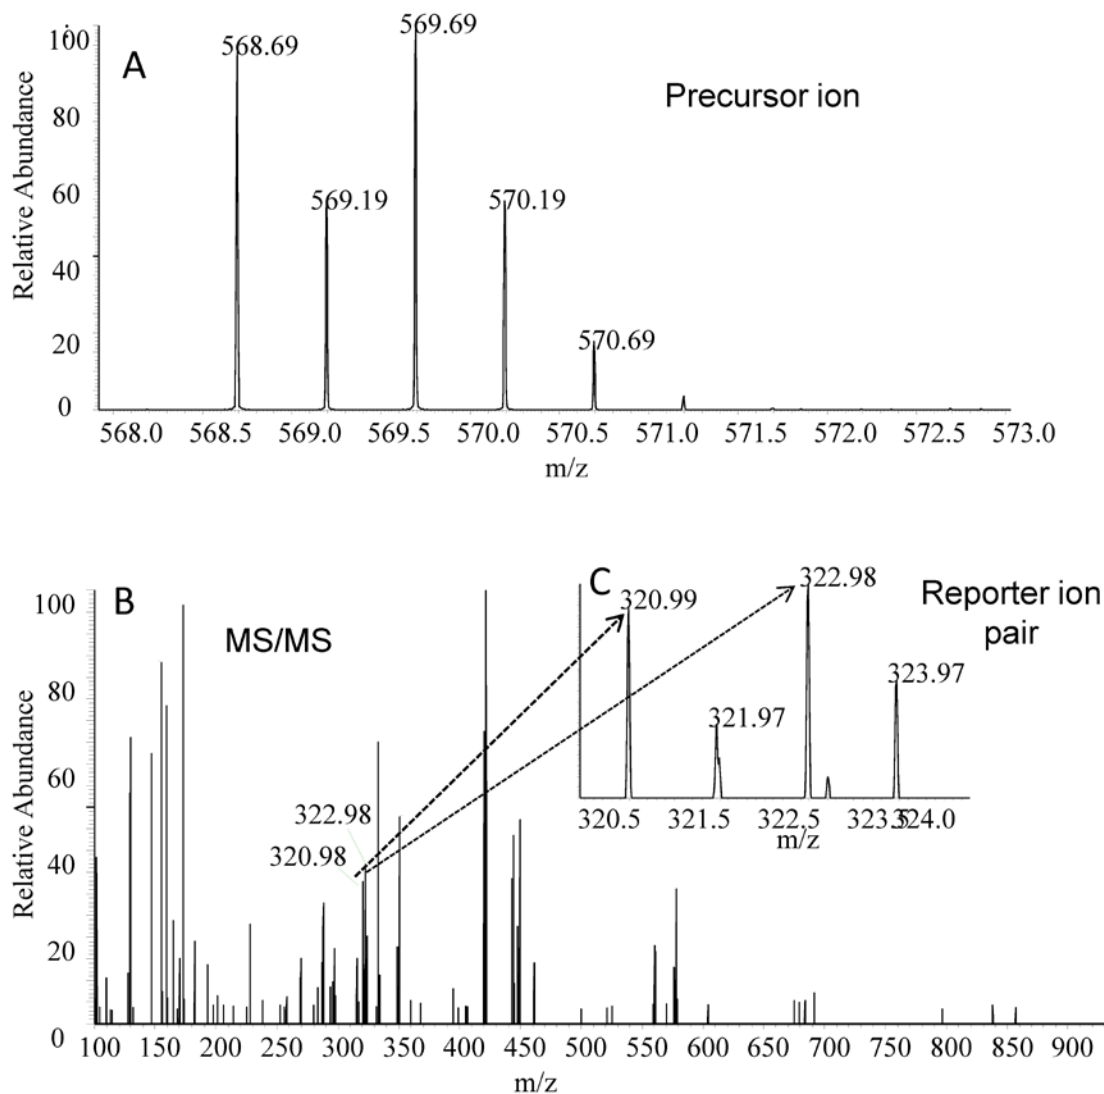 100
80
60
40
20
0
Relative Abundance
A
568.69
569.19
569.69
570.19
570.69
Precursor ion
568.0 568.5 569.0 569.5 570.0 570.5 571.0 571.5 572.0 572.5 573.0
m/z
100
80
60
40
20
0
Relative Abundance
B
MS/MS
322.98
320.98
C
320.99
321.97
322.98
323.97
Reporter ion
pair
320.5 321.5 322.5 323.5 324.0
m/z
100 150 200 250 300 350 400 450 500 550 600 650 700 750 800 850 900
m/z